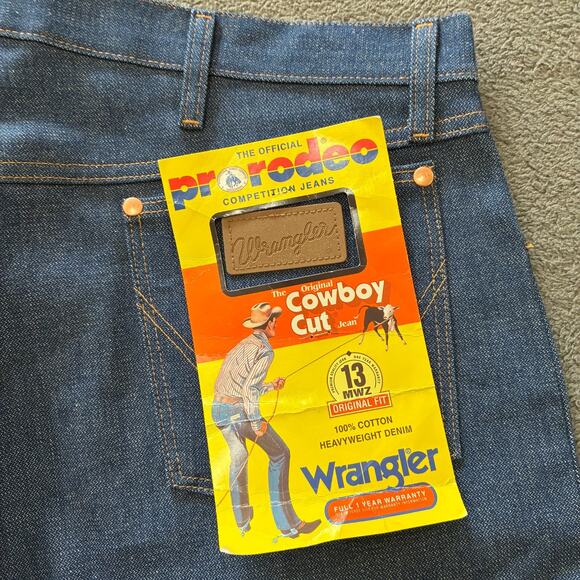 THE OFFICIAL
prorodeo
COMPETITION JEANS
Wrangler
The Original
Cowboy
Cut Jean
13
MWZ
ORIGINAL FIT
100% COTTON
HEAVYWEIGHT DENIM
Wrangler
FULL 1 YEAR WARRANTY